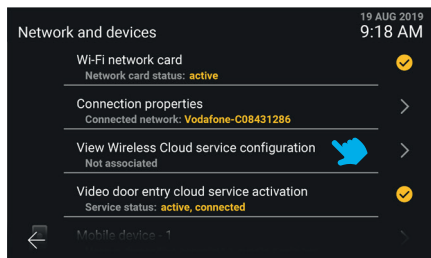 19 AUG 2019
Network and devices 9:18 AM
Wi-Fi network card
Network card status: active
Connection properties
Connected network: Vodafone-C08431286
View Wireless Cloud service configuration
Not associated
Video door entry cloud service activation
Service status: active, connected
Mobile device - 1